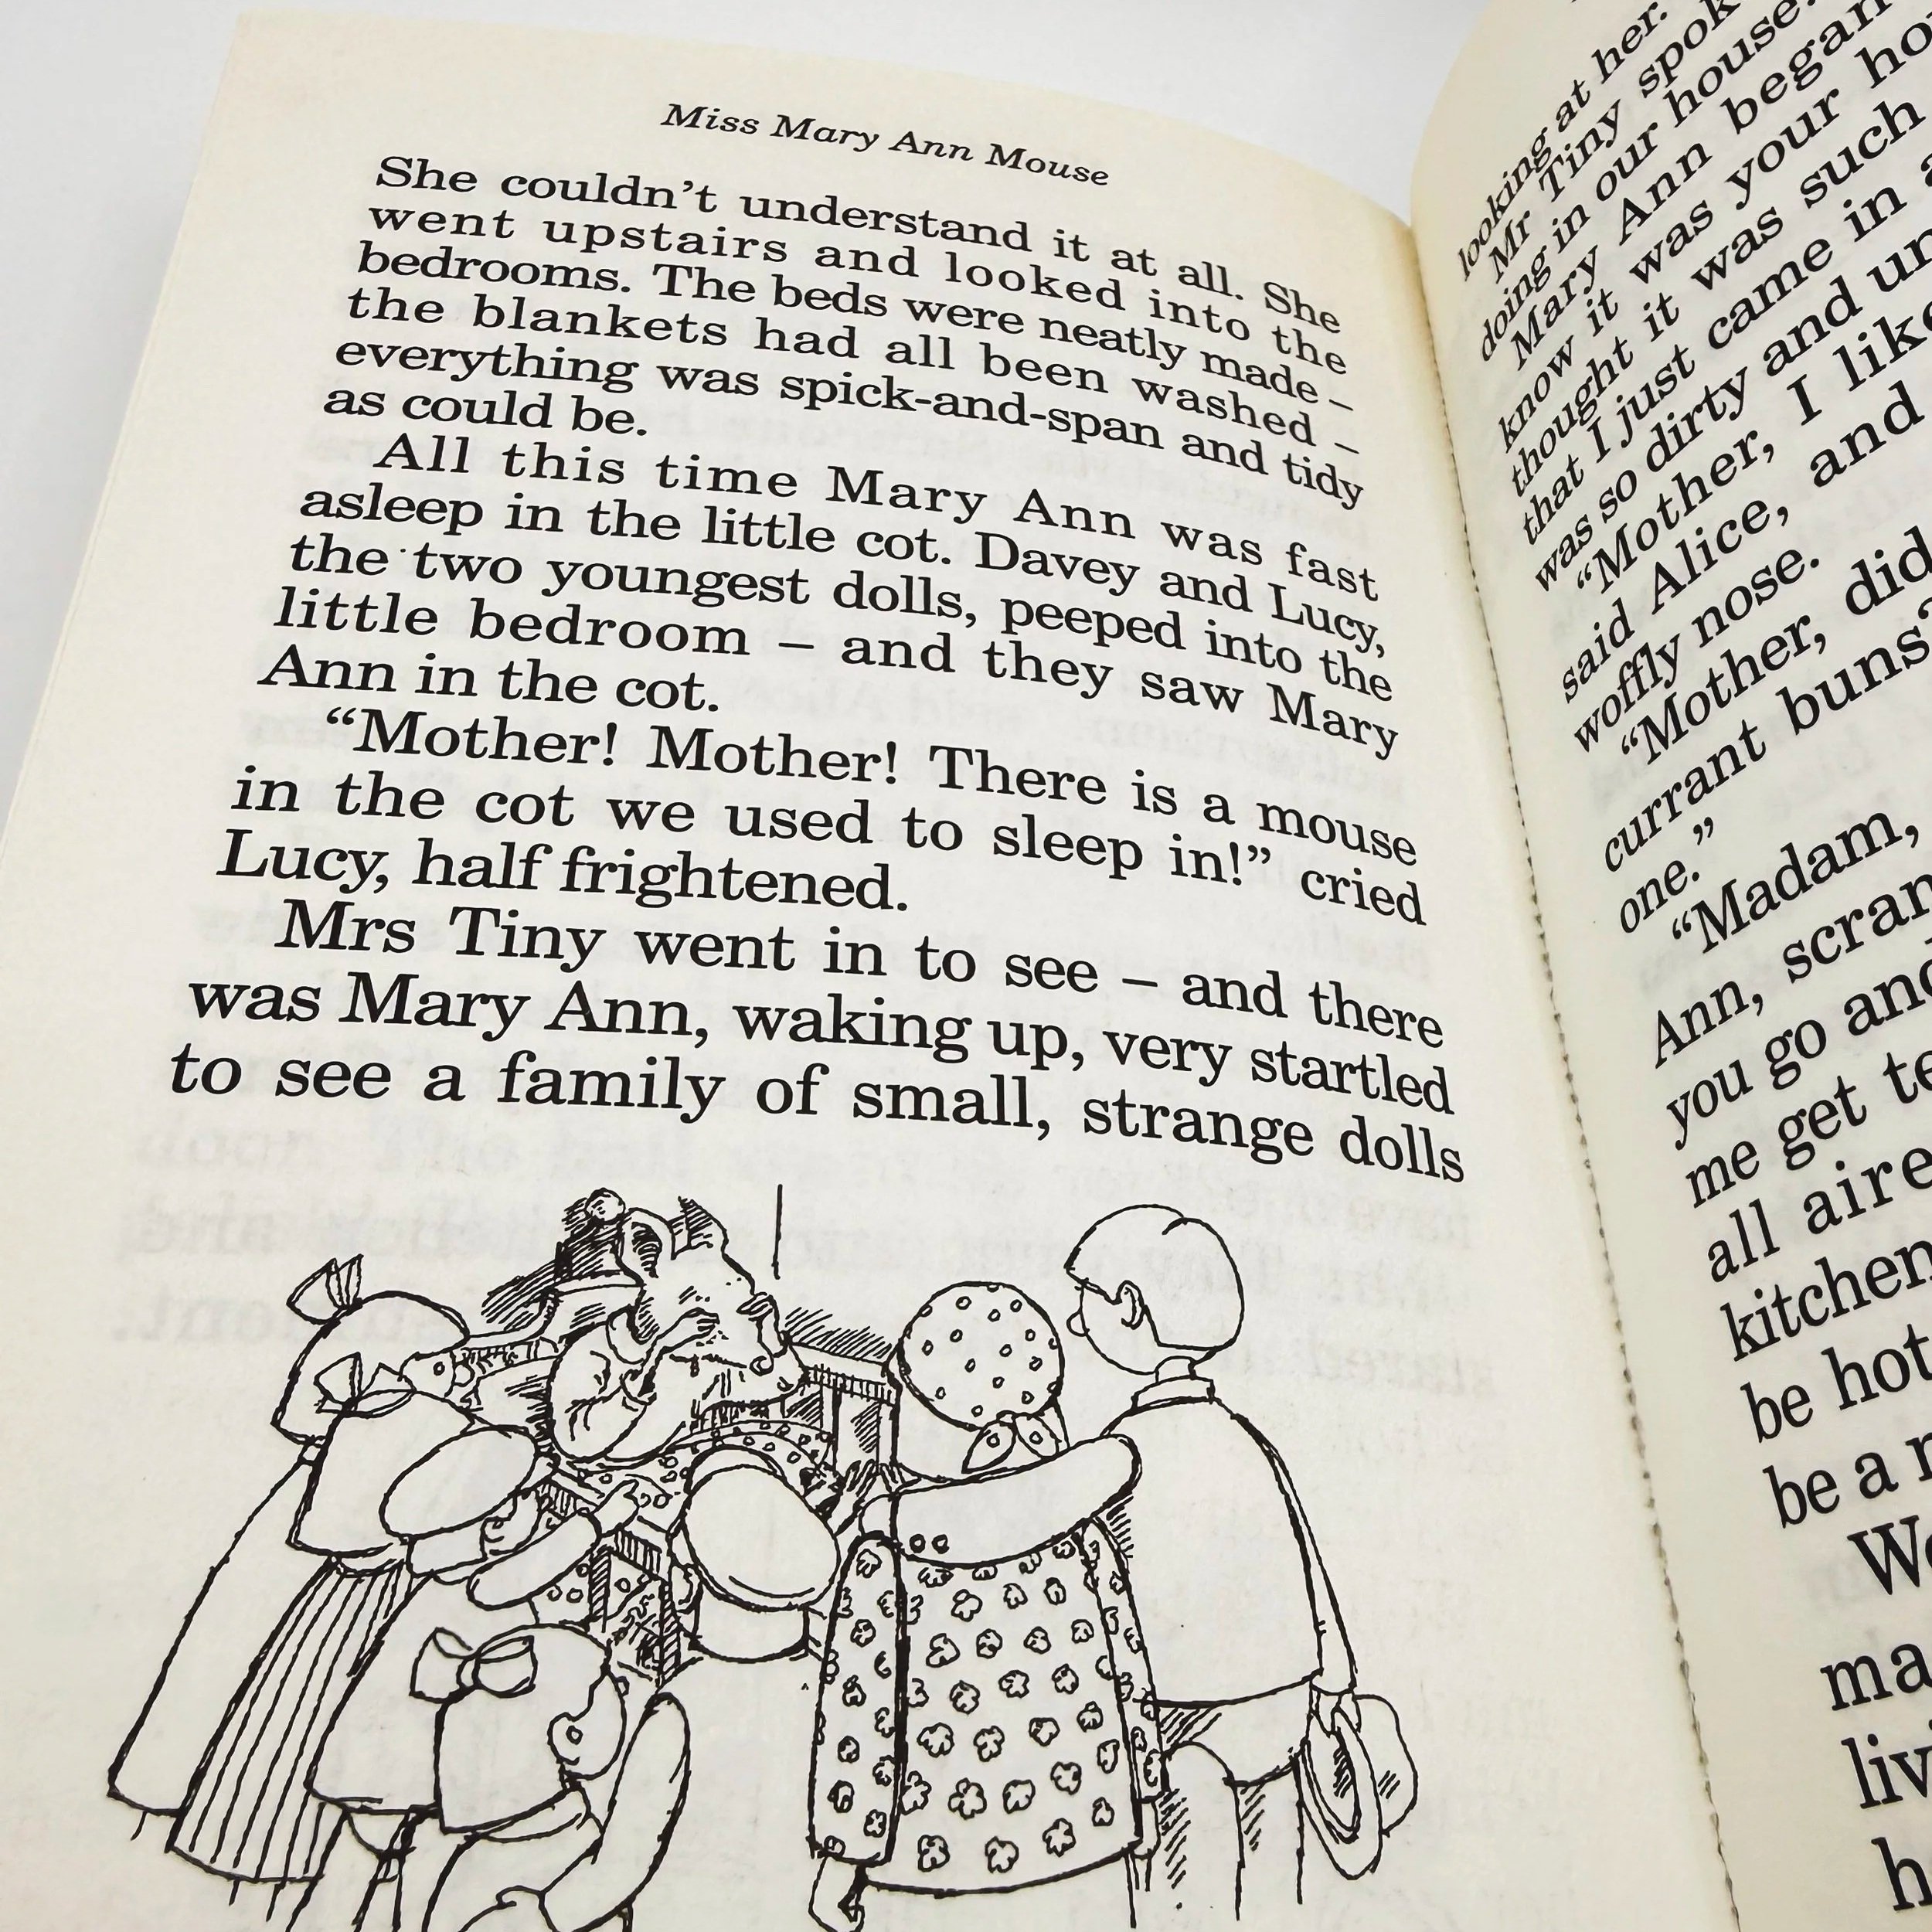 Miss Mary Ann Mouse
She couldn't understand it at all. She
went upstairs and looked into the
bedrooms. The beds were neatly made –
the blankets had all been washed –
everything was spick-and-span and tidy
as could be.
All this time Mary Ann was fast
asleep in the little cot. Davey and Lucy,
the two youngest dolls, peeped into the
little bedroom – and they saw Mary
Ann in the cot.
“Mother! Mother! There is a mouse
in the cot we used to sleep in!” cried
Lucy, half frightened.
Mrs Tiny went in to see – and there
was Mary Ann, waking up, very startled
to see a family of small, strange dolls
looking at her.
Mr Tiny spok
doing in our house.
Mary Ann began
know it was your ho
thought it was such
that I just came in a
was so dirty and un
“Mother, I like
said Alice, and
woffly nose.
“Mother, did
currant buns
one.”
“Madam,
Ann, scran
you go and
me get te
all aire
kitchen
be hot
be a r
We
ma
liv
h